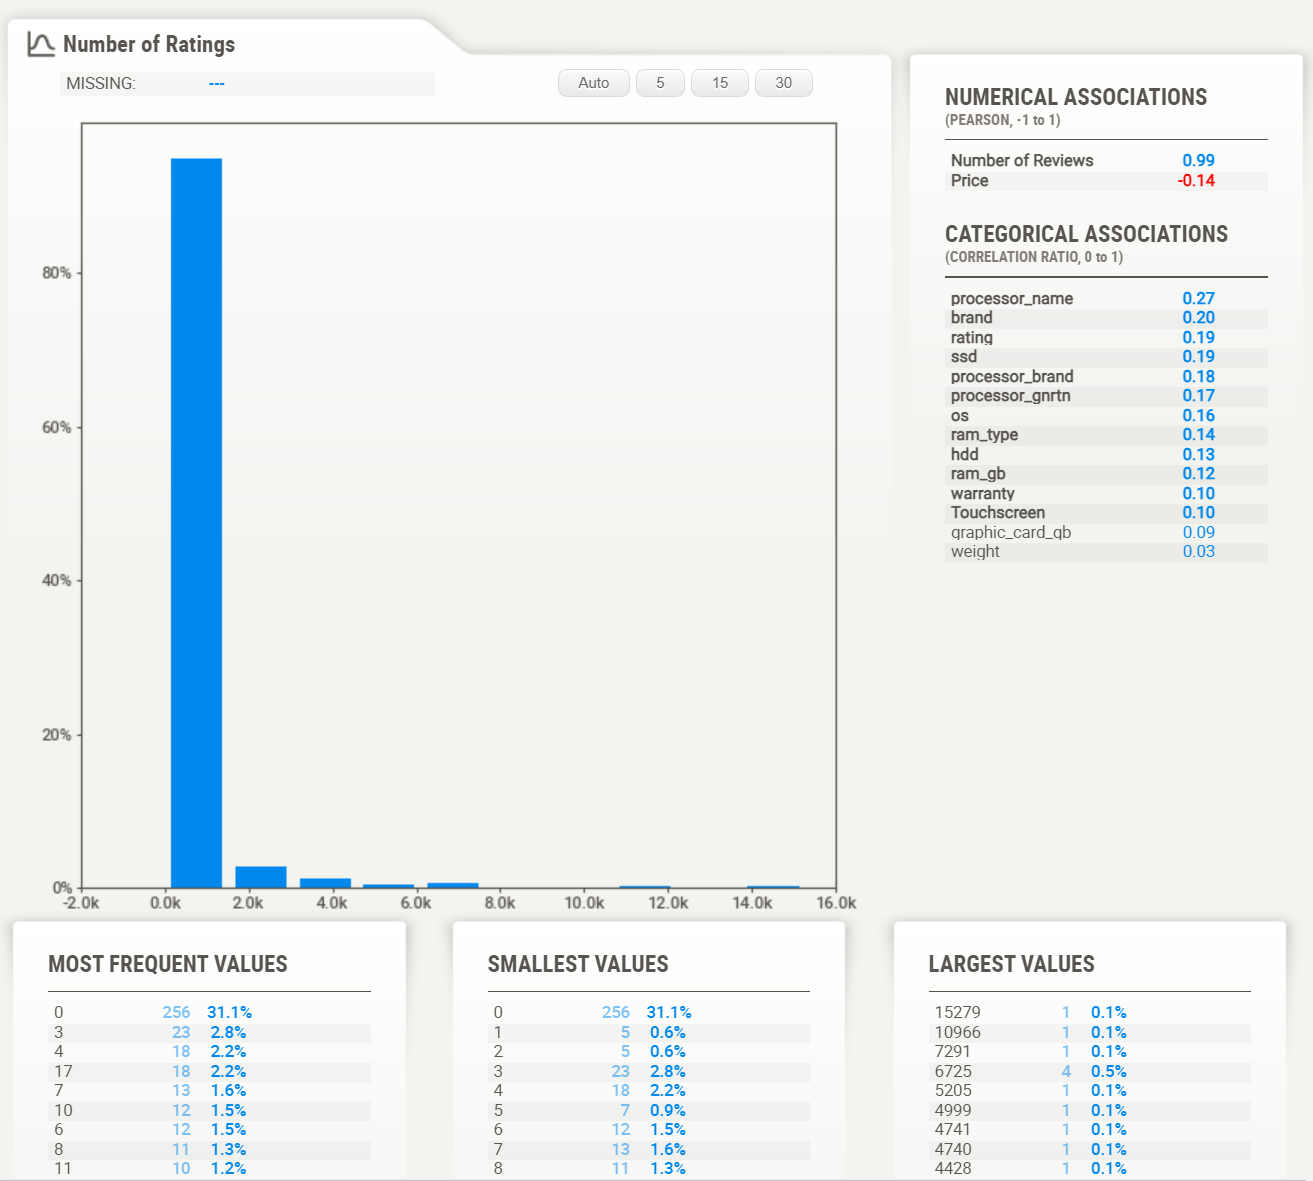 Number of Ratings
MISSING: ---
Auto 5 15 30
80%
60%
40%
20%
0%
-2.0k 0.0k 2.0k 4.0k 6.0k 8.0k 10.0k 12.0k 14.0k 16.0k
NUMERICAL ASSOCIATIONS
(PEARSON, -1 to 1)
Number of Reviews 0.99
Price -0.14
CATEGORICAL ASSOCIATIONS
(CORRELATION RATIO, 0 to 1)
processor_name 0.27
brand 0.20
rating 0.19
ssd 0.19
processor_brand 0.18
processor_gnrtn 0.17
os 0.16
ram_type 0.14
hdd 0.13
ram_gb 0.12
warranty 0.10
Touchscreen 0.10
graphic_card_gb 0.09
weight 0.03
MOST FREQUENT VALUES
0 256 31.1%
3 23 2.8%
4 18 2.2%
17 18 2.2%
7 13 1.6%
10 12 1.5%
6 12 1.5%
8 11 1.3%
11 10 1.2%
SMALLEST VALUES
0 256 31.1%
1 5 0.6%
2 5 0.6%
3 23 2.8%
4 18 2.2%
5 7 0.9%
6 12 1.5%
7 13 1.6%
8 11 1.3%
LARGEST VALUES
15279 1 0.1%
10966 1 0.1%
7291 1 0.1%
6725 4 0.5%
5205 1 0.1%
4999 1 0.1%
4741 1 0.1%
4740 1 0.1%
4428 1 0.1%